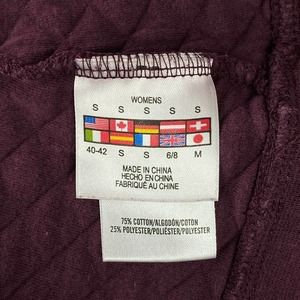 WOMENS
S S S S S
40-42 S S 6/8 M
MADE IN CHINA
HECHO EN CHINA
FABRIQUÉ AU CHINE
75% COTTON/ALGODÓN/COTON
25% POLYESTER/POLIÉSTER/POLYESTER